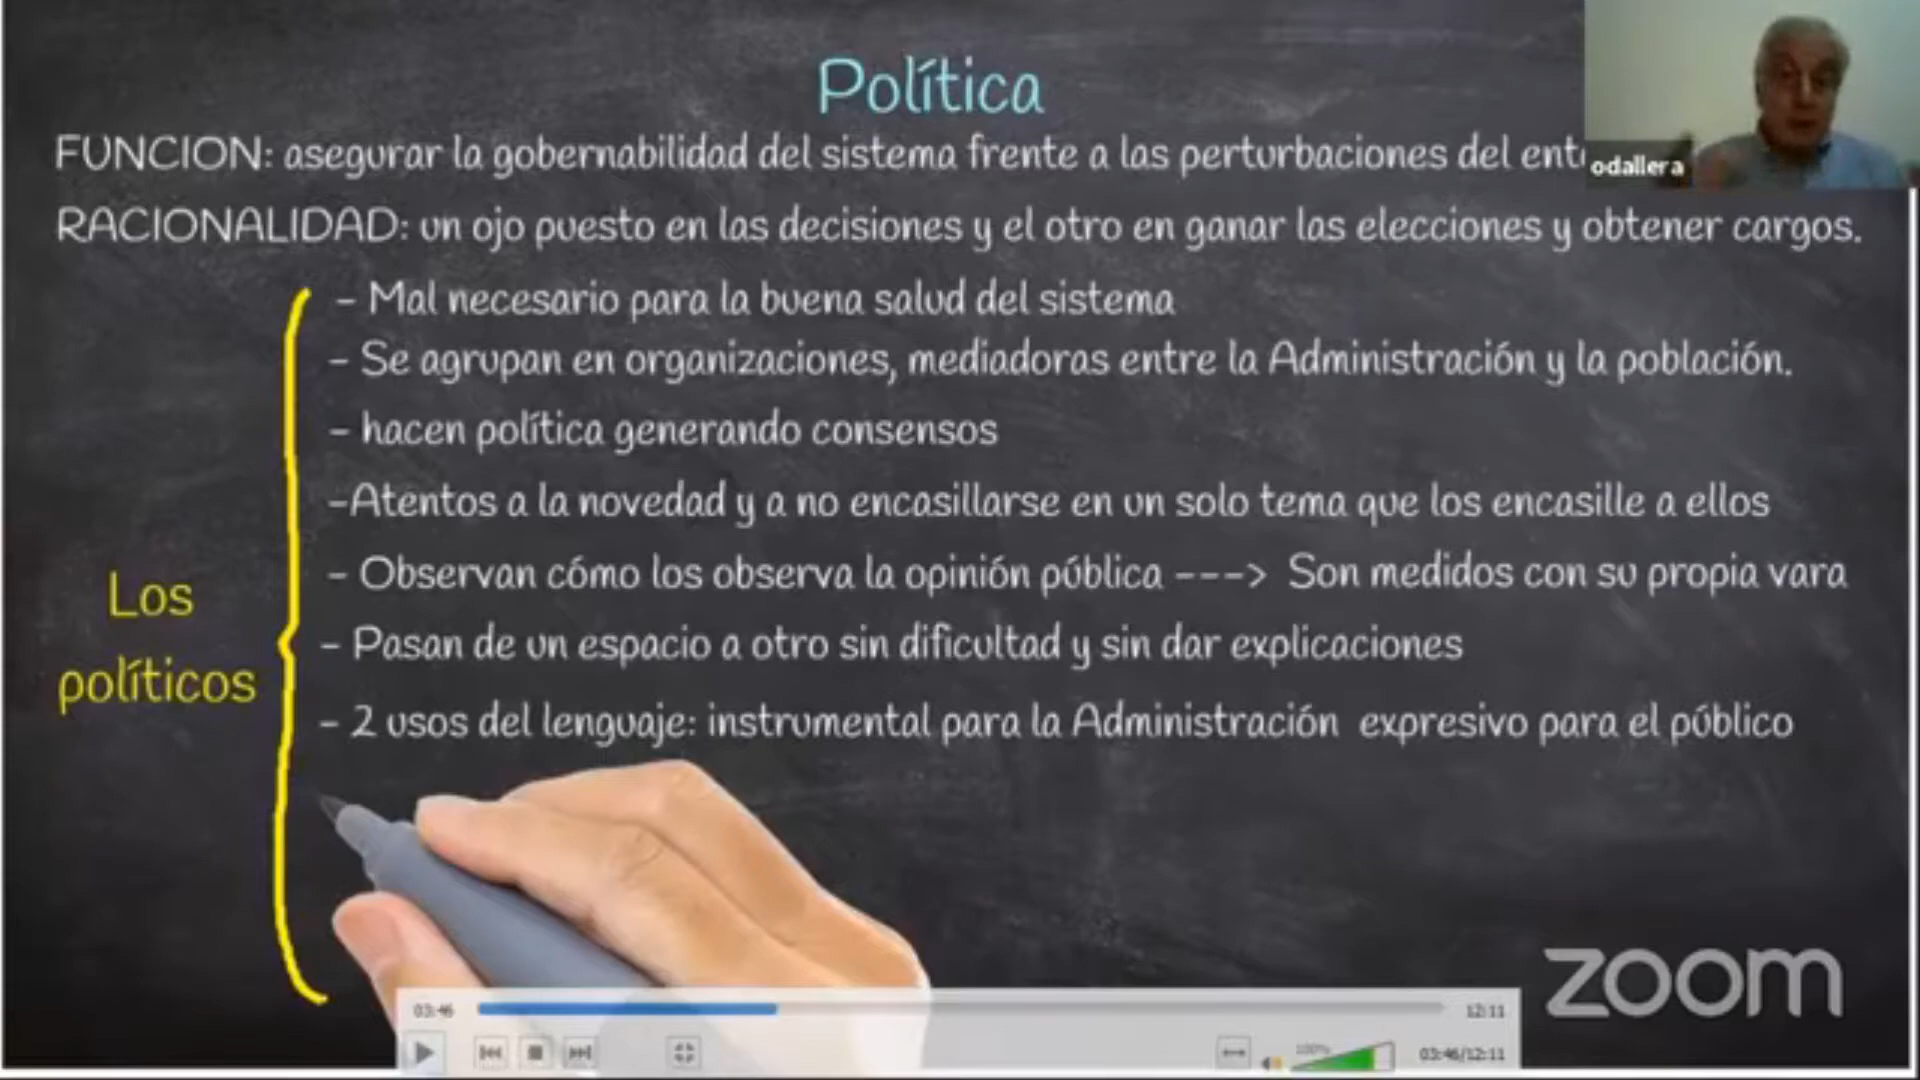 Política
FUNCION: asegurar la gobernabilidad del sistema frente a las perturbaciones del
odallera
RACIONALIDAD: un ojo puesto en las decisiones y el otro en ganar las elecciones y obtener cargos.
- Mal necesario para la buena salud del sistema
- Se agrupan en organizaciones, mediadoras entre la Administración y la población.
- hacen política generando consensos
-Atentos a la novedad y a no encasillarse en un solo tema que los encasille a ellos
- Observan cómo los observa la opinión pública ---> Son medidos con su propia vara
Los
políticos
- Pasan de un espacio a otro sin dificultad y sin dar explicaciones
- 2 usos del lenguaje: instrumental para la Administración expresivo para el público
zoom
03:46
12:11
100%
03:46/12:11